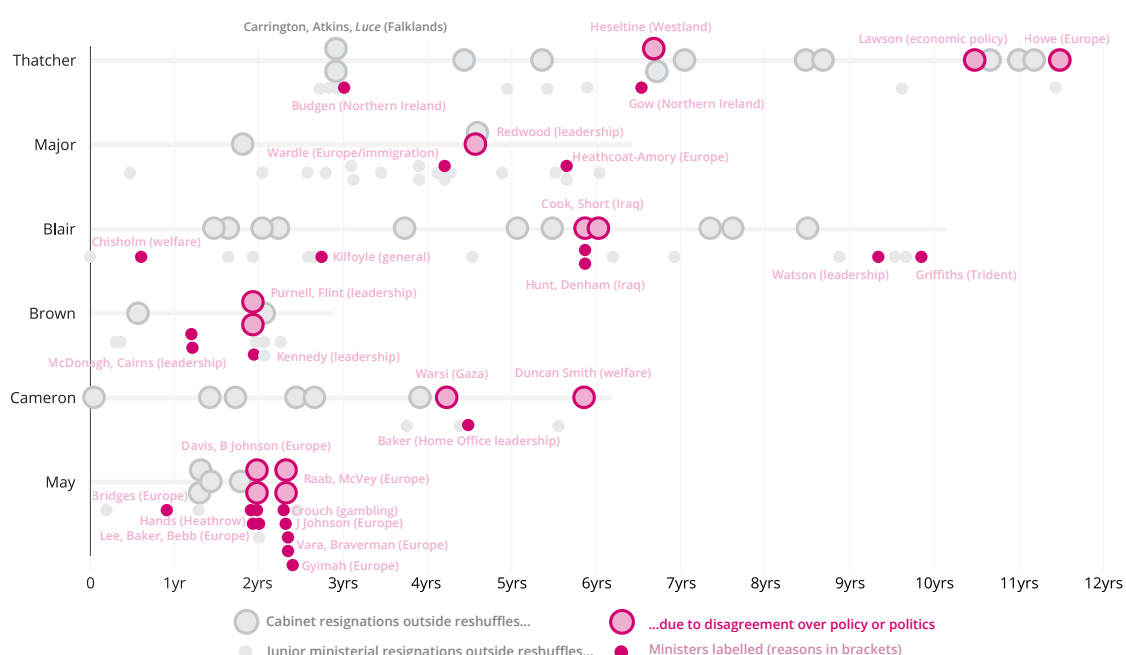 Carrington, Atkins, Luce (Falklands)
Heseltine (Westland)
Lawson (economic policy)
Howe (Europe)
Thatcher
Budgen (Northern Ireland)
Gow (Northern Ireland)
Redwood (leadership)
Major
Wardle (Europe/immigration)
Heathcoat-Amory (Europe)
Cook, Short (Iraq)
Blair
Chisholm (welfare)
Kilfoyle (general)
Watson (leadership)
Griffiths (Trident)
Hunt, Denham (Iraq)
Purnell, Flint (leadership)
Brown
McDonagh, Cairns (leadership)
Kennedy (leadership)
Warsi (Gaza)
Duncan Smith (welfare)
Cameron
Baker (Home Office leadership)
Davis, B Johnson (Europe)
Raab, McVey (Europe)
May
Bridges (Europe)
Crouch (gambling)
Hands (Heathrow)
J Johnson (Europe)
Lee, Baker, Bebb (Europe)
Vara, Braverman (Europe)
Gyimah (Europe)
0 1yr 2yrs 3yrs 4yrs 5yrs 6yrs 7yrs 8yrs 9yrs 10yrs 11yrs 12yrs
Cabinet resignations outside reshuffles...
...due to disagreement over policy or politics
Junior ministerial resignations outside reshuffles...
Ministers labelled (reasons in brackets)